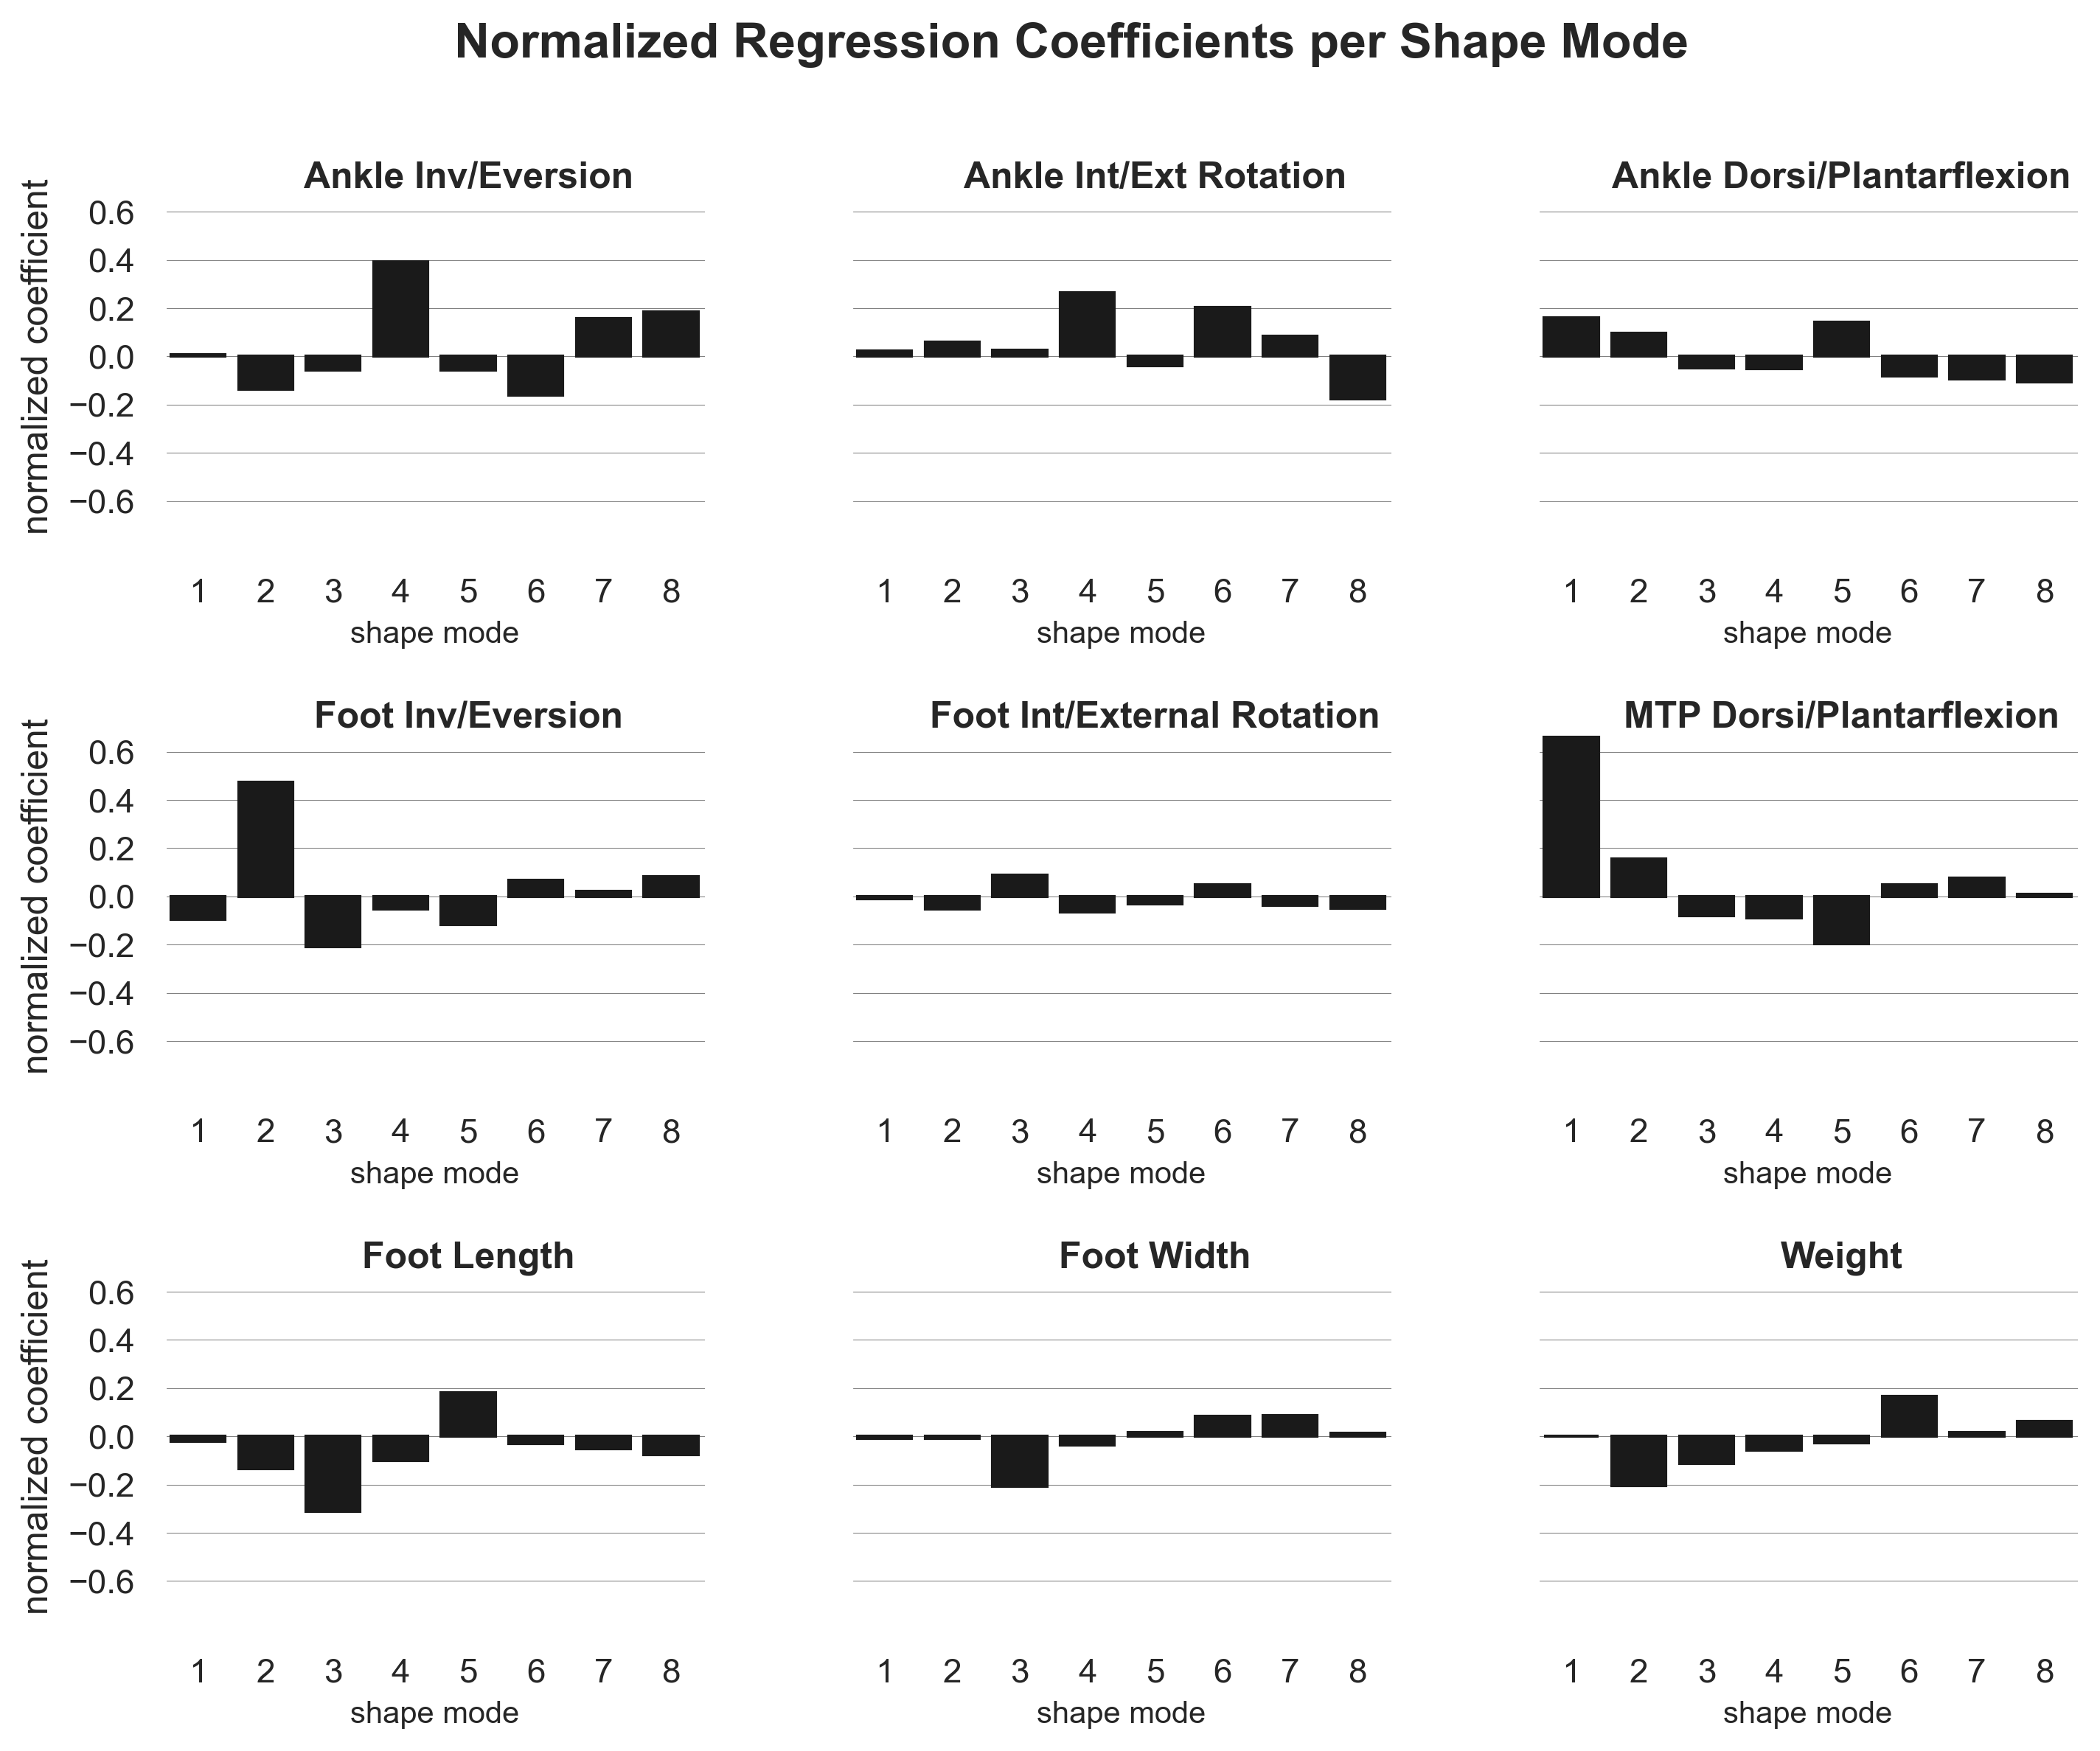 Normalized Regression Coefficients per Shape Mode
Ankle Inv/Eversion
normalized coefficient
0.6
0.4
0.2
0.0
−0.2
−0.4
−0.6
1 2 3 4 5 6 7 8
shape mode
Ankle Int/Ext Rotation
1 2 3 4 5 6 7 8
shape mode
Ankle Dorsi/Plantarflexion
1 2 3 4 5 6 7 8
shape mode
Foot Inv/Eversion
normalized coefficient
0.6
0.4
0.2
0.0
−0.2
−0.4
−0.6
1 2 3 4 5 6 7 8
shape mode
Foot Int/External Rotation
1 2 3 4 5 6 7 8
shape mode
MTP Dorsi/Plantarflexion
1 2 3 4 5 6 7 8
shape mode
Foot Length
normalized coefficient
0.6
0.4
0.2
0.0
−0.2
−0.4
−0.6
1 2 3 4 5 6 7 8
shape mode
Foot Width
1 2 3 4 5 6 7 8
shape mode
Weight
1 2 3 4 5 6 7 8
shape mode